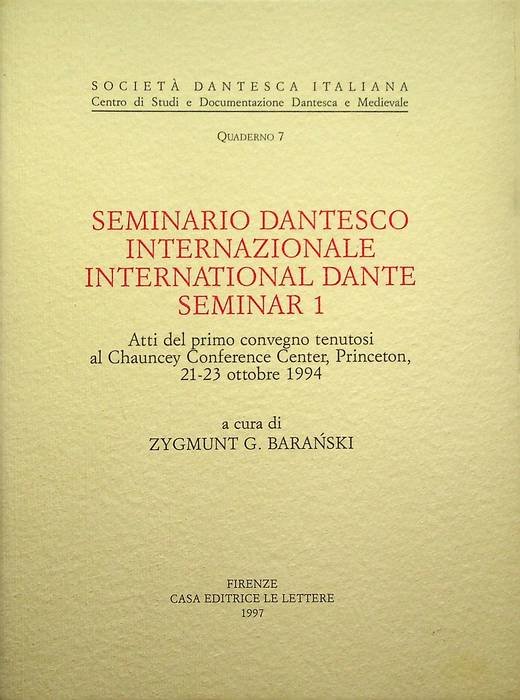 SOCIETÀ DANTESCA ITALIANA
Centro di Studi e Documentazione Dantesca e Medievale
QUADERNO 7
SEMINARIO DANTESCO
INTERNAZIONALE
INTERNATIONAL DANTE
SEMINAR 1
Atti del primo convegno tenutosi
al Chauncey Conference Center, Princeton,
21-23 ottobre 1994
a cura di
ZYGMUNT G. BARAŃSKI
FIRENZE
CASA EDITRICE LE LETTERE
1997